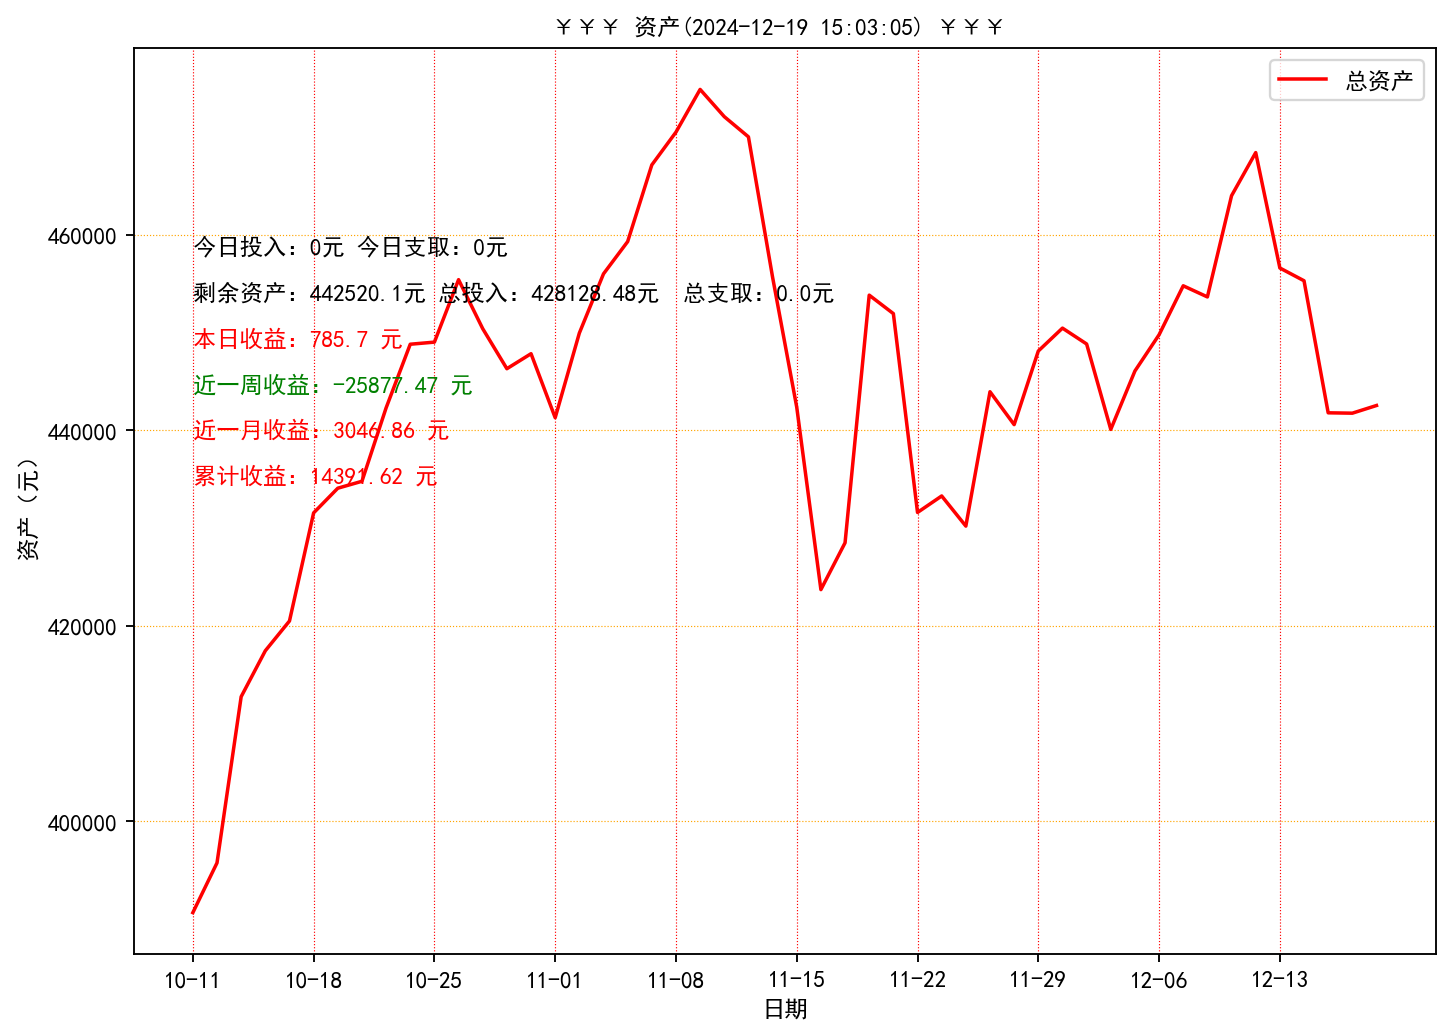 ￥￥￥ 资产(2024-12-19 15:03:05) ￥￥￥
总资产
460000
440000
420000
400000
资产（元）
今日投入：0元 今日支取：0元
剩余资产：442520.1元 总投入：428128.48元  总支取：0.0元
本日收益：785.7 元
近一周收益：-25877.47 元
近一月收益：3046.86 元
累计收益：14391.62 元
10-11 10-18 10-25 11-01 11-08 11-15 11-22 11-29 12-06 12-13
日期